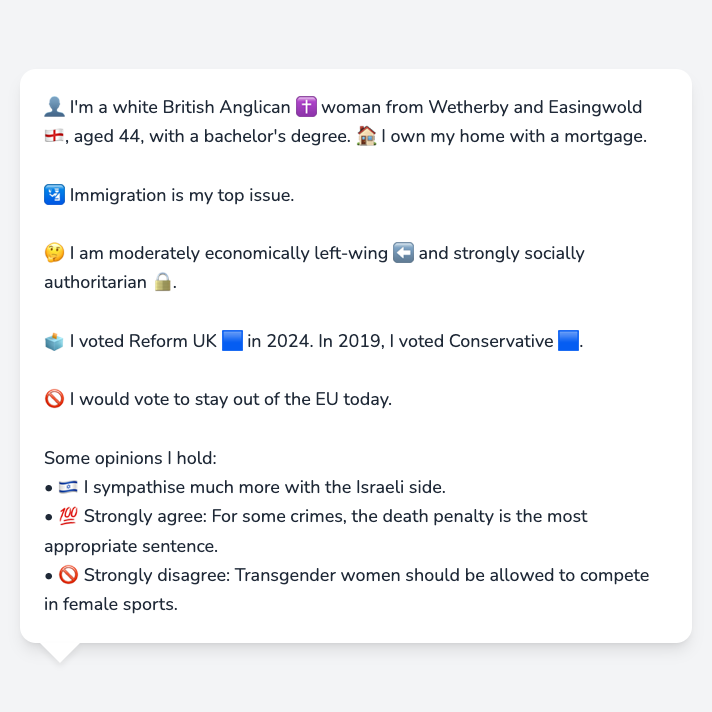 👤 I'm a white British Anglican ✝️ woman from Wetherby and Easingwold
🏴󠁧󠁢󠁥󠁮󠁧󠁿, aged 44, with a bachelor's degree. 🏠 I own my home with a mortgage.
🛂 Immigration is my top issue.
🤔 I am moderately economically left-wing ⬅️ and strongly socially
authoritarian 🔒.
🗳️ I voted Reform UK 🟦 in 2024. In 2019, I voted Conservative 🟦.
🚫 I would vote to stay out of the EU today.
Some opinions I hold:
• 🇮🇱 I sympathise much more with the Israeli side.
• 💯 Strongly agree: For some crimes, the death penalty is the most
appropriate sentence.
• 🚫 Strongly disagree: Transgender women should be allowed to compete
in female sports.